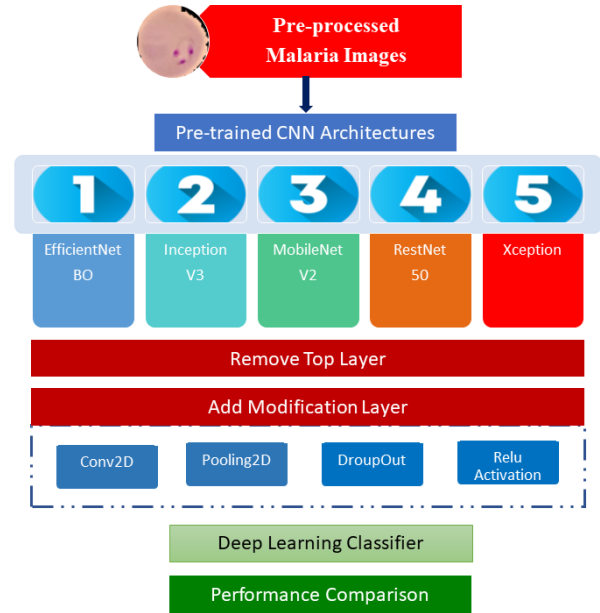 Pre-processed
Malaria Images
Pre-trained CNN Architectures
1 2 3 4 5
EfficientNet
BO
Inception
V3
MobileNet
V2
RestNet
50
Xception
Remove Top Layer
Add Modification Layer
Conv2D
Pooling2D
DroupOut
Relu
Activation
Deep Learning Classifier
Performance Comparison